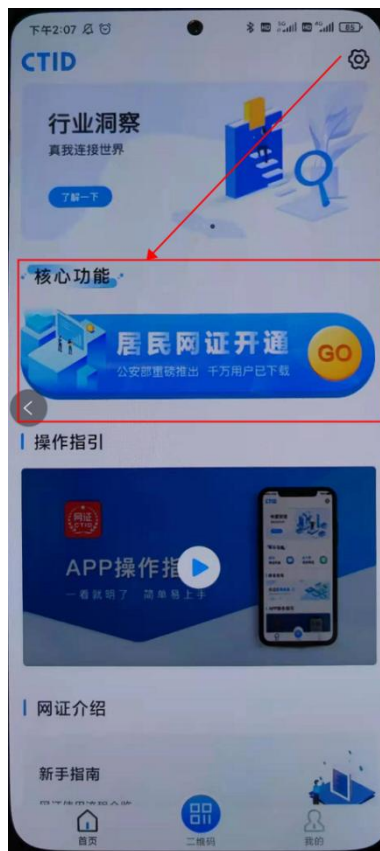 下午2:07
85
CTID
行业洞察
真我连接世界
了解一下
核心功能
居民网证开通
GO
公安部重磅推出 千万用户已下载
操作指引
网证
CTID
APP操作指
一看就明了 简单易上手
网证介绍
新手指南
首页
二维码
我的